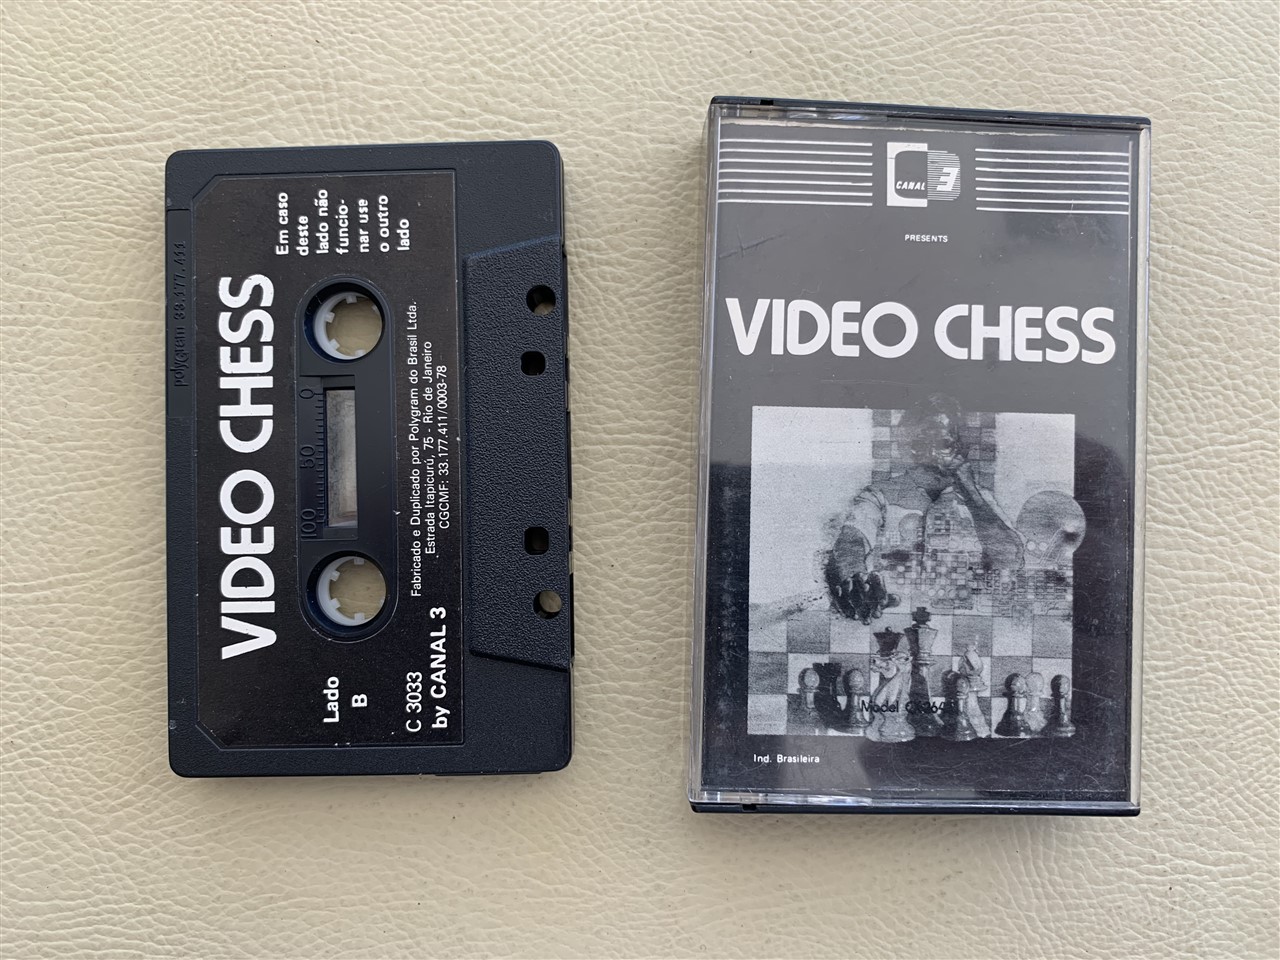 polygram 33.177.411
VIDEO CHESS
Em caso
deste
lado não
funcio-
nar use
o outro
lado
0
50
100
Lado
B
Fabricado e Duplicado por Polygram do Brasil Ltda.
Estrada Itapicurú, 75 - Rio de Janeiro
CGCMF: 33.177.411/0003-78
C 3033
by CANAL 3
CANAL 3
PRESENTS
VIDEO CHESS
Model
Ind. Brasileira